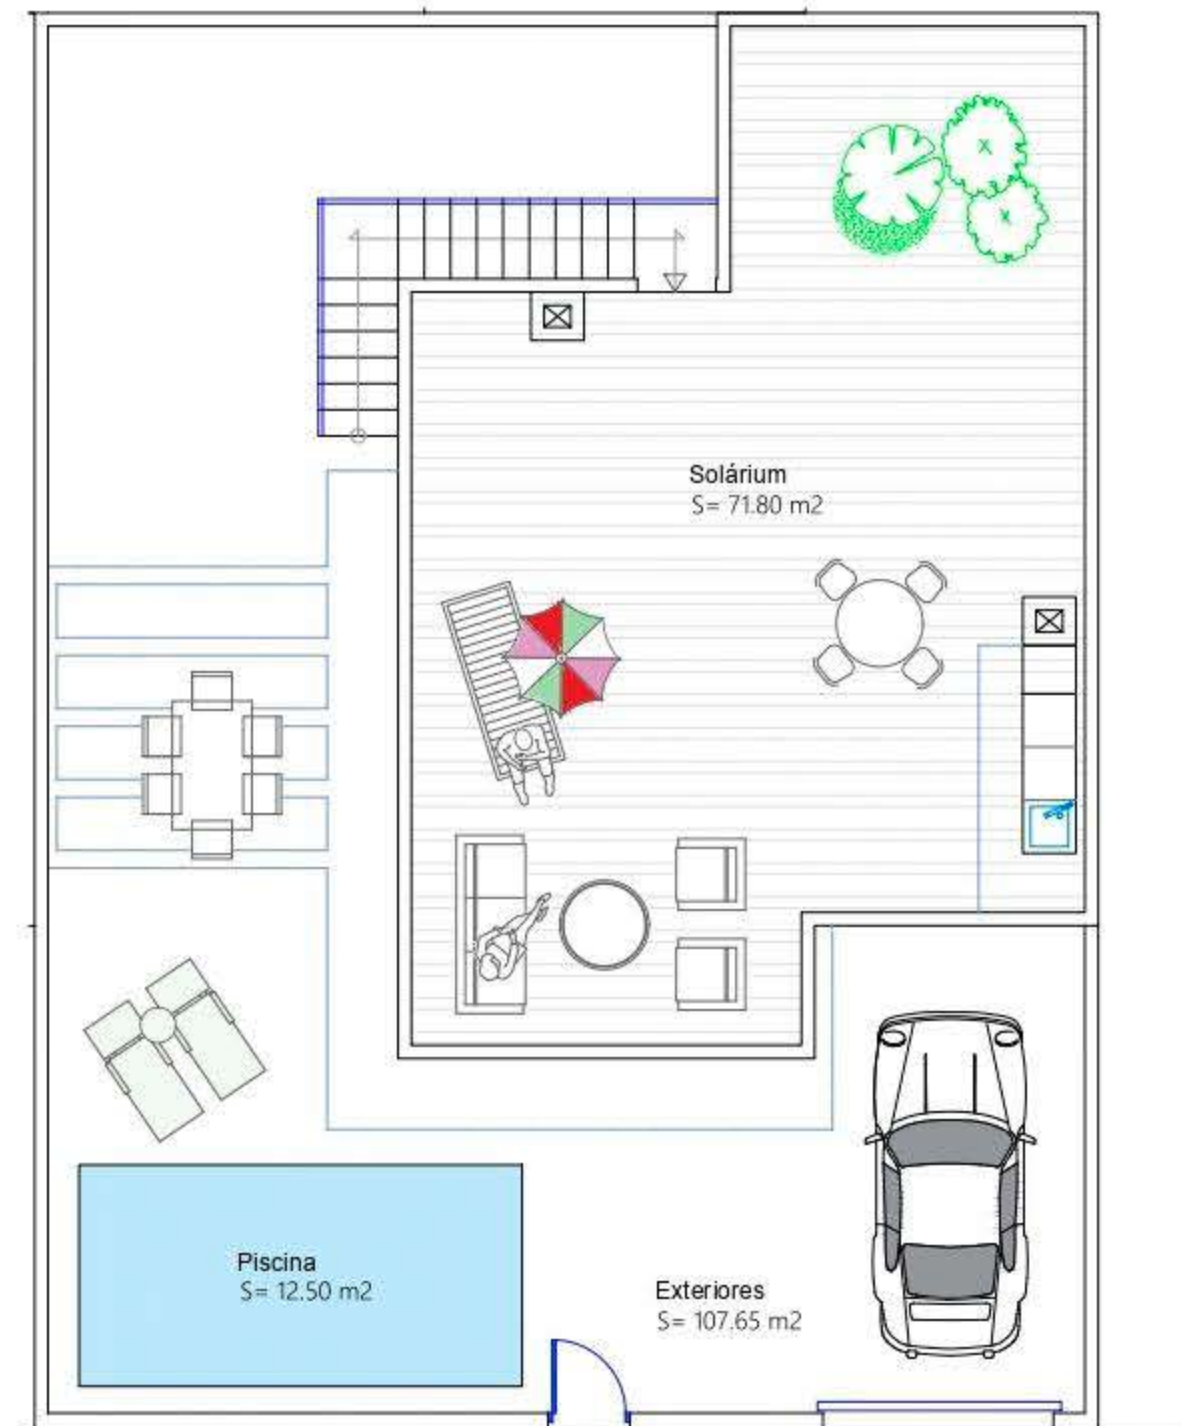 Solárium
S= 71.80 m2
Piscina
S= 12.50 m2
Exteriores
S= 107.65 m2